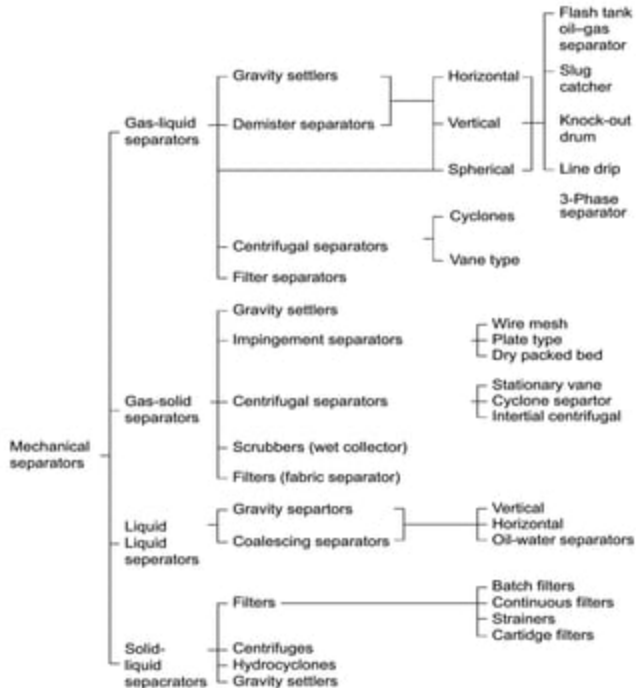 Flash tank
oil–gas
separator
Gravity settlers
Horizontal
Slug
catcher
Gas-liquid
separators
Demister separators
Vertical
Knock-out
drum
Spherical
Line drip
3-Phase
separator
Cyclones
Centrifugal separators
Vane type
Filter separators
Gravity settlers
Impingement separators
Wire mesh
Plate type
Dry packed bed
Gas-solid
separators
Centrifugal separators
Stationary vane
Cyclone separtor
Intertial centrifugal
Mechanical
separators
Scrubbers (wet collector)
Filters (fabric separator)
Liquid
Liquid
seperators
Gravity separtors
Coalescing separators
Vertical
Horizontal
Oil-water separators
Filters
Batch filters
Continuous filters
Strainers
Cartidge filters
Solid-
liquid
sepacrators
Centrifuges
Hydrocyclones
Gravity settlers